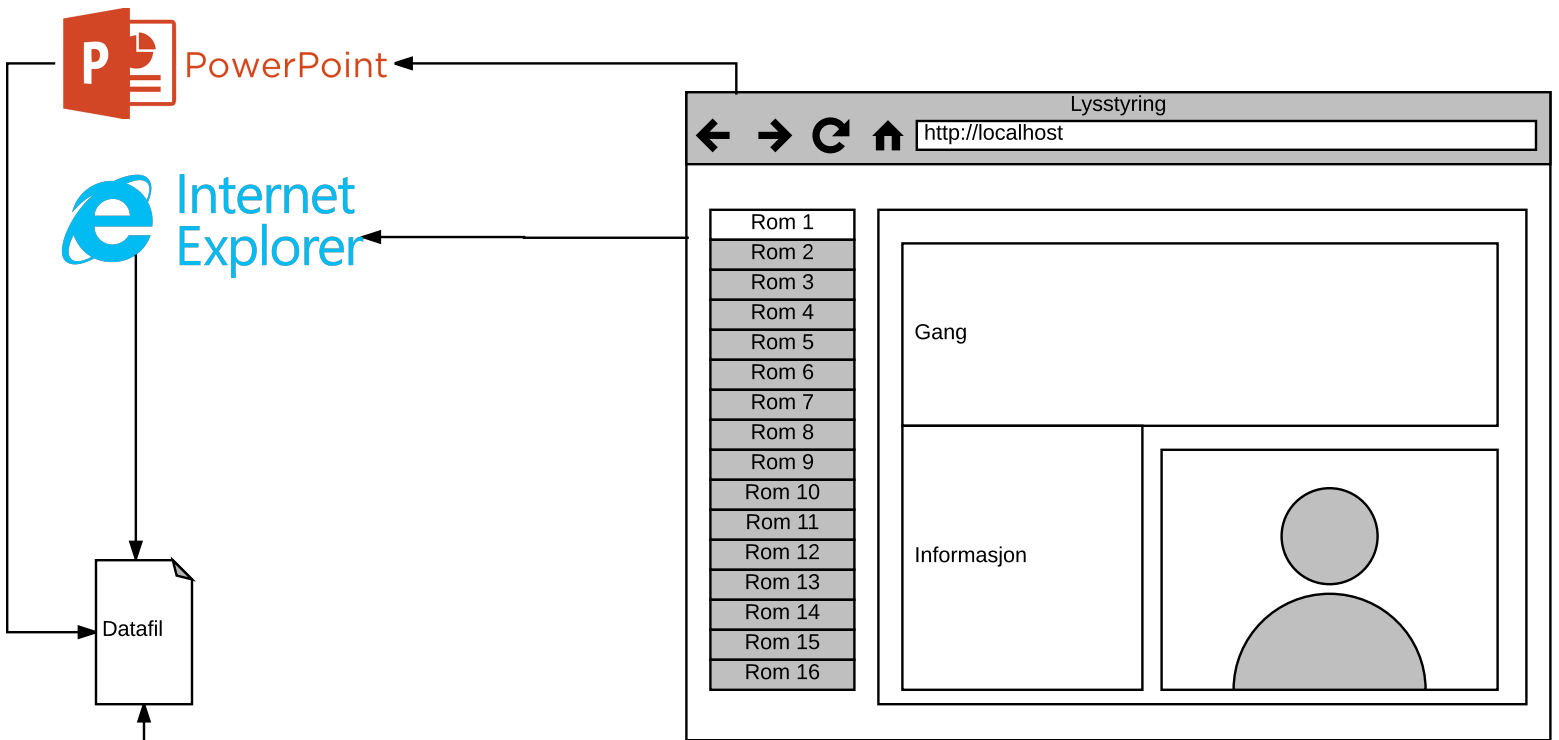 P
PowerPoint
Lysstyring
http://localhost
Internet
Explorer
Rom 1
Rom 2
Rom 3
Rom 4
Rom 5
Rom 6
Rom 7
Rom 8
Rom 9
Rom 10
Rom 11
Rom 12
Rom 13
Rom 14
Rom 15
Rom 16
Gang
Informasjon
Datafil